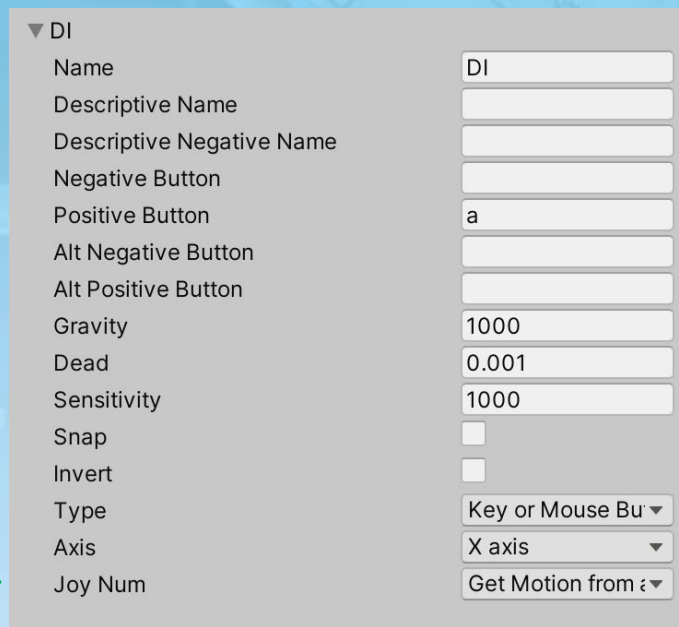 DI
Name DI
Descriptive Name
Descriptive Negative Name
Negative Button
Positive Button a
Alt Negative Button
Alt Positive Button
Gravity 1000
Dead 0.001
Sensitivity 1000
Snap
Invert
Type Key or Mouse Bu
Axis X axis
Joy Num Get Motion from a